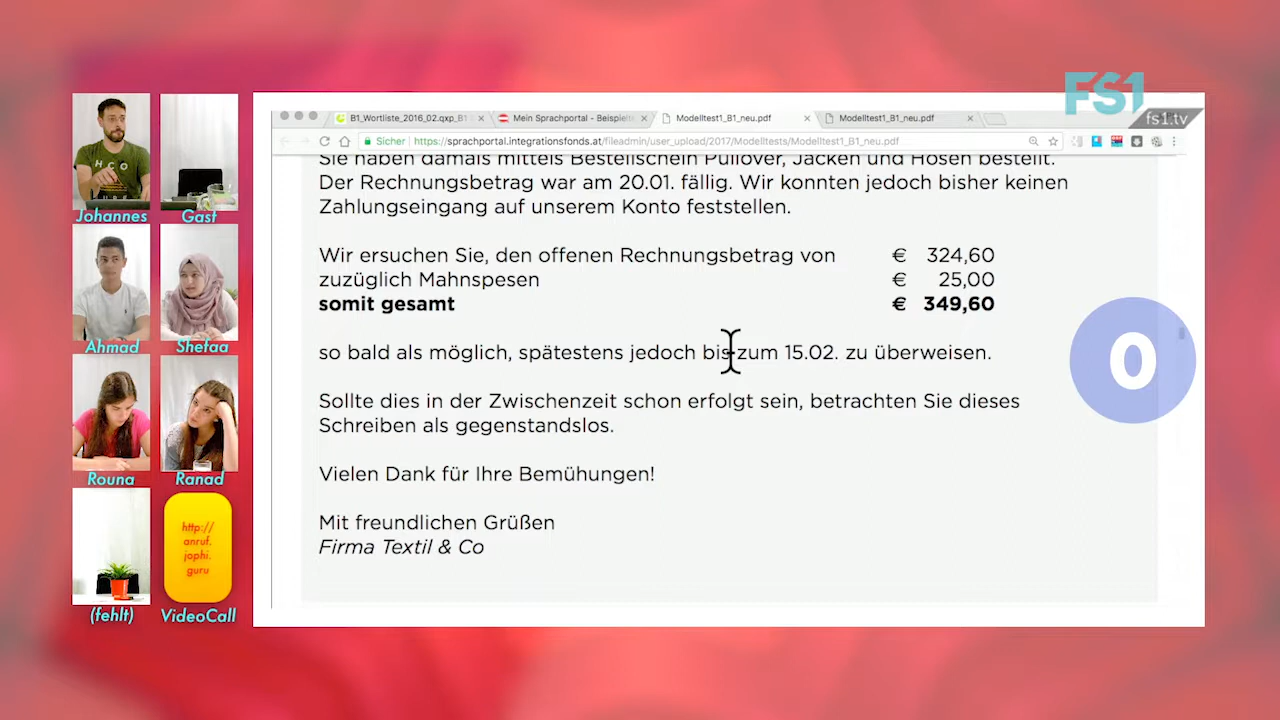 FS1
fs1.tv
B1_Wortliste_2016_02.qxp_B1
Mein Sprachportal - Beispielte
Modelltest1_B1_neu.pdf
Modelltest1_B1_neu.pdf
Sicher
https://sprachportal.integrationsfonds.at/fileadmin/user_upload/2017/Modelltests/Modelltest1_B1_neu.pdf
Sie haben damals mittels Bestellschein Pullover, Jacken und Hosen bestellt.
Der Rechnungsbetrag war am 20.01. fällig. Wir konnten jedoch bisher keinen
Zahlungseingang auf unserem Konto feststellen.
Wir ersuchen Sie, den offenen Rechnungsbetrag von € 324,60
zuzüglich Mahnspesen € 25,00
somit gesamt € 349,60
so bald als möglich, spätestens jedoch bis zum 15.02. zu überweisen.
Sollte dies in der Zwischenzeit schon erfolgt sein, betrachten Sie dieses
Schreiben als gegenstandslos.
Vielen Dank für Ihre Bemühungen!
Mit freundlichen Grüßen
Firma Textil & Co
0
Johannes
Gast
Ahmad
Shefaa
Rouna
Ranad
(fehlt)
http://
anruf.
jophi.
guru
VideoCall